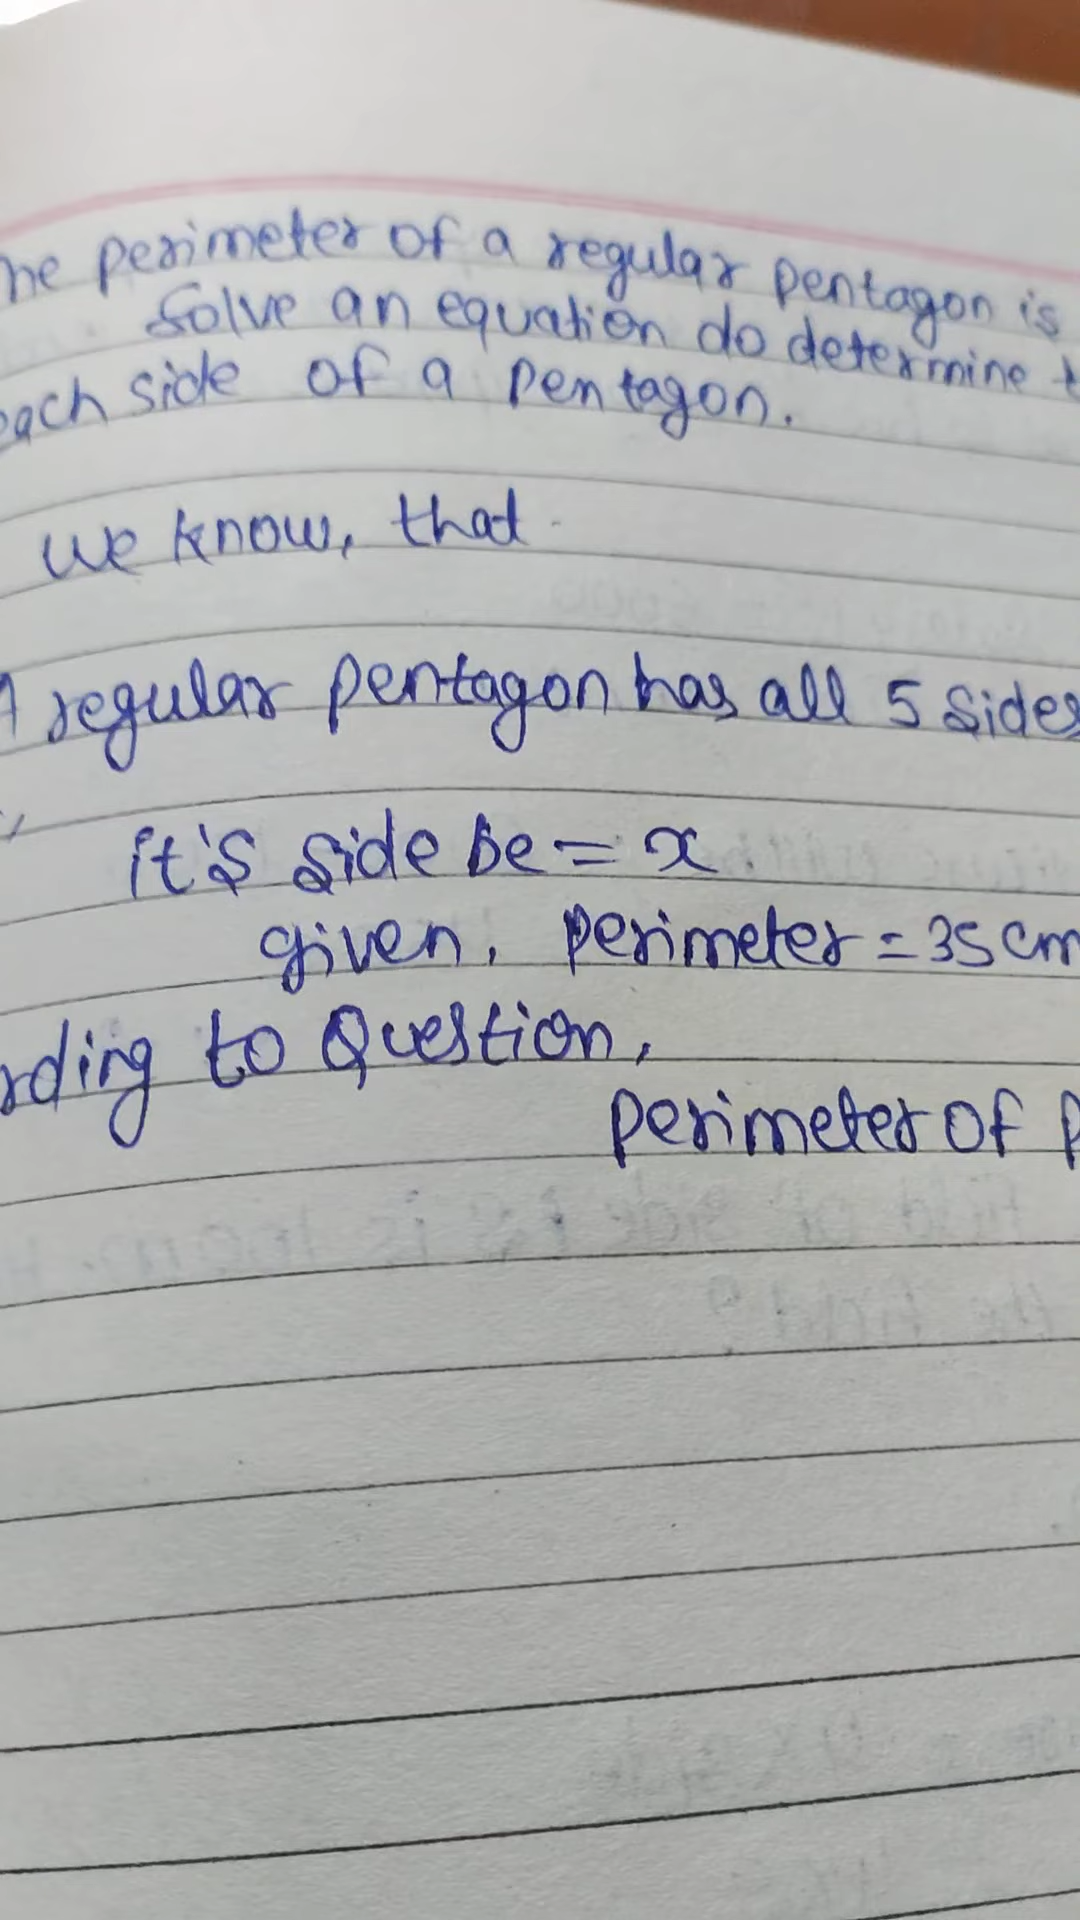 he perimeter of a regular pentagon is
Solve an equation do determine t
each side of a pentagon.
we know, that
A regular pentagon has all 5 sides
it's side be = x
given, perimeter = 35 cm
rding to Question,
perimeter of p